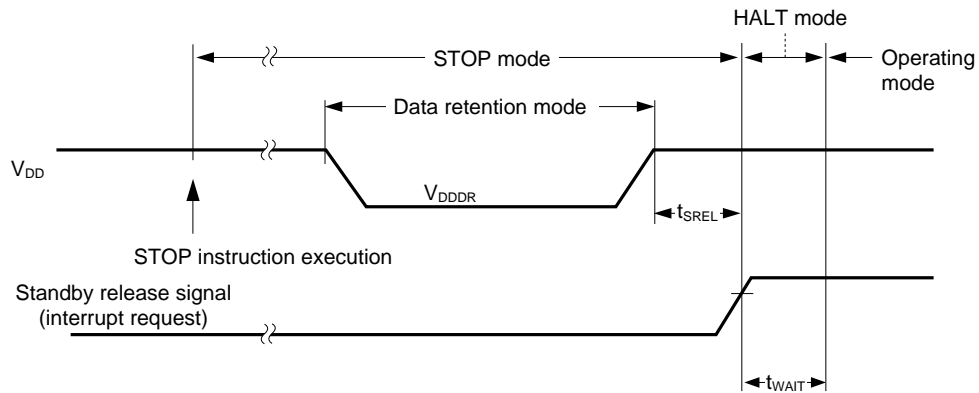 HALT mode
STOP mode
Operating
mode
Data retention mode
VDD
VDDDR
tSREL
STOP instruction execution
Standby release signal
(interrupt request)
tWAIT